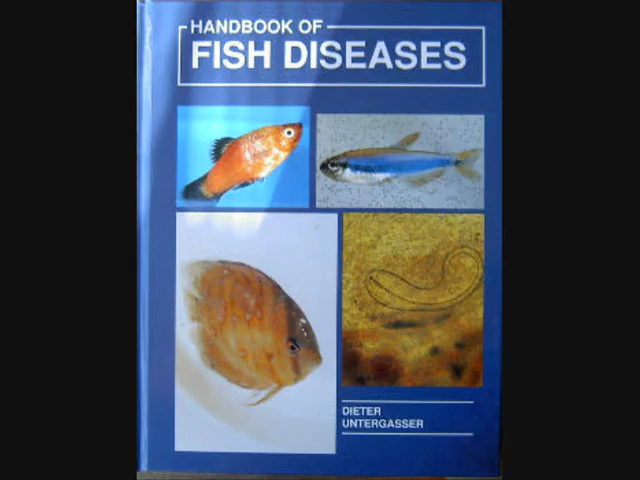 HANDBOOK OF
FISH DISEASES
DIETER
UNTERGASSER